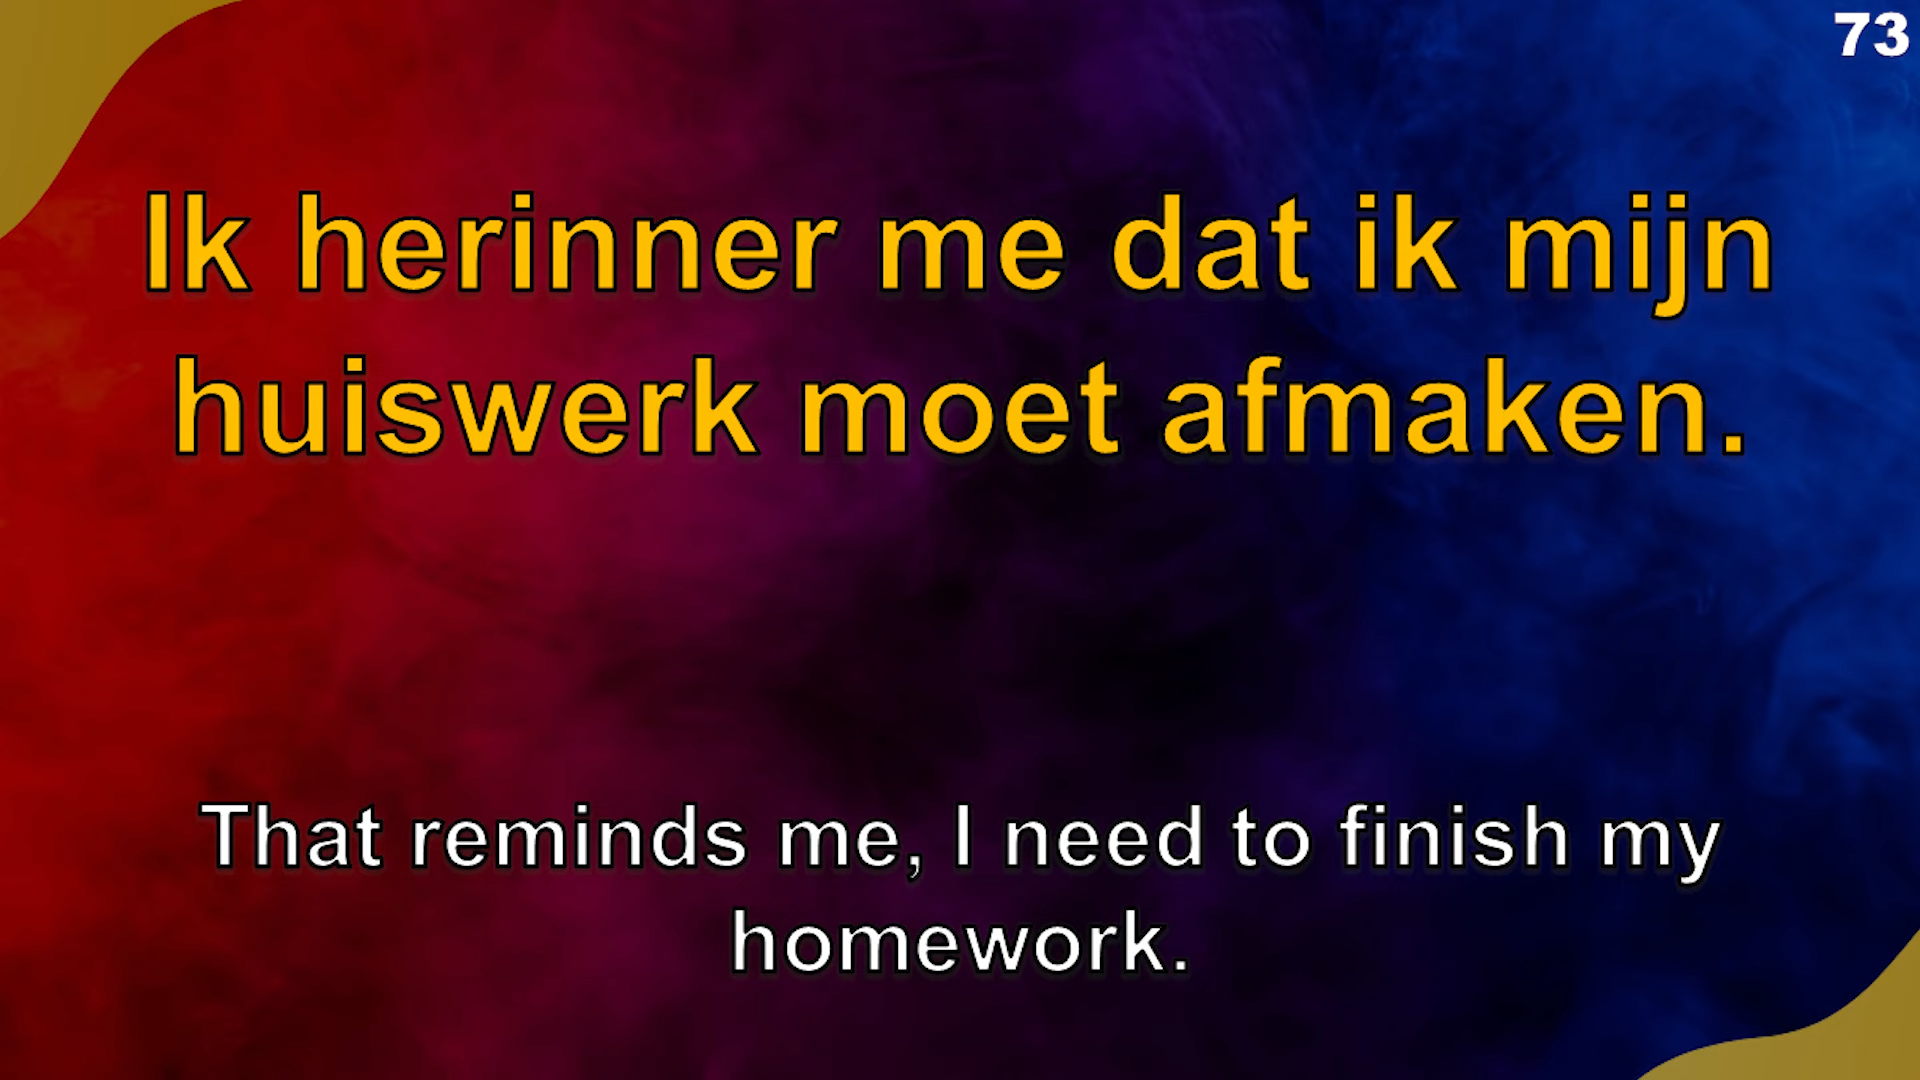 73
Ik herinner me dat ik mijn
huiswerk moet afmaken.
That reminds me, I need to finish my
homework.